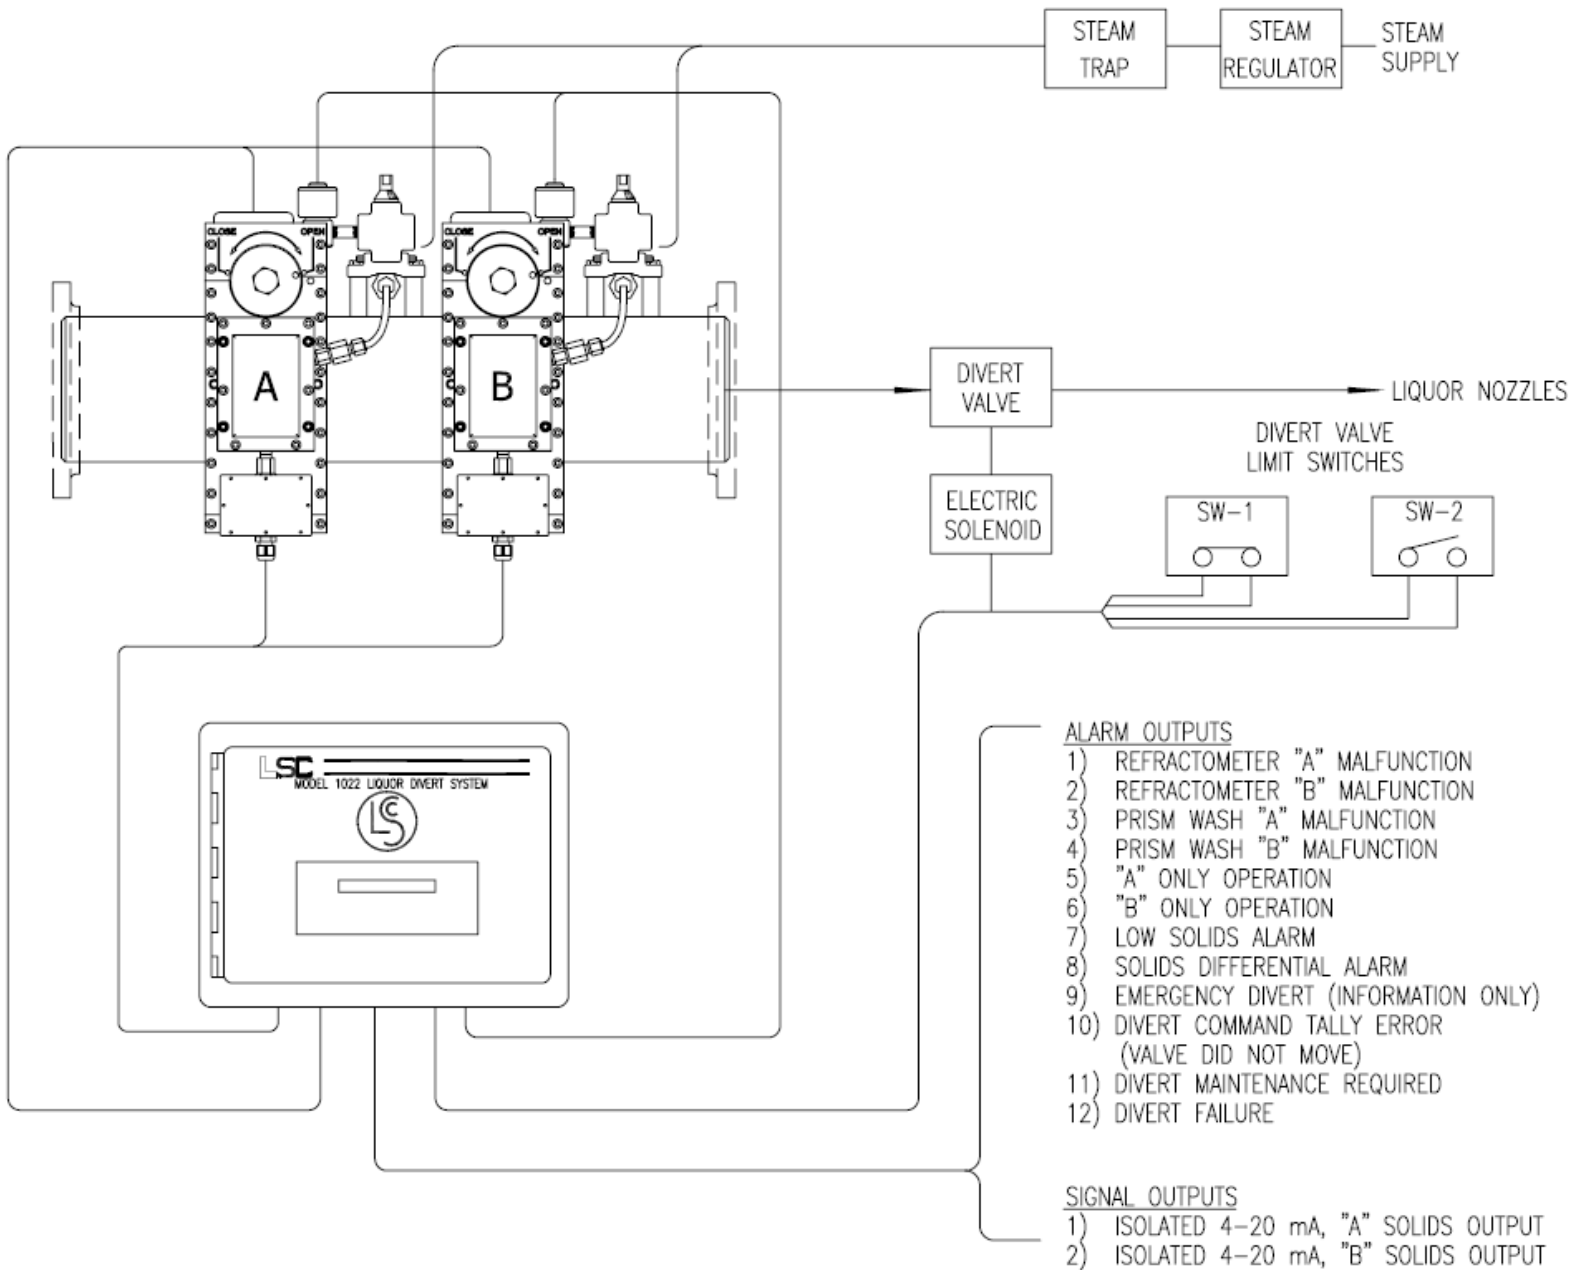 STEAM
TRAP
STEAM
REGULATOR
STEAM
SUPPLY
CLOSE
OPEN
CLOSE
OPEN
A
B
DIVERT
VALVE
LIQUOR NOZZLES
DIVERT VALVE
LIMIT SWITCHES
ELECTRIC
SOLENOID
SW-1
SW-2
LSC
MODEL 1022 LIQUOR DIVERT SYSTEM
LSC
ALARM OUTPUTS
1) REFRACTOMETER "A" MALFUNCTION
2) REFRACTOMETER "B" MALFUNCTION
3) PRISM WASH "A" MALFUNCTION
4) PRISM WASH "B" MALFUNCTION
5) "A" ONLY OPERATION
6) "B" ONLY OPERATION
7) LOW SOLIDS ALARM
8) SOLIDS DIFFERENTIAL ALARM
9) EMERGENCY DIVERT (INFORMATION ONLY)
10) DIVERT COMMAND TALLY ERROR
(VALVE DID NOT MOVE)
11) DIVERT MAINTENANCE REQUIRED
12) DIVERT FAILURE
SIGNAL OUTPUTS
1) ISOLATED 4-20 mA, "A" SOLIDS OUTPUT
2) ISOLATED 4-20 mA, "B" SOLIDS OUTPUT